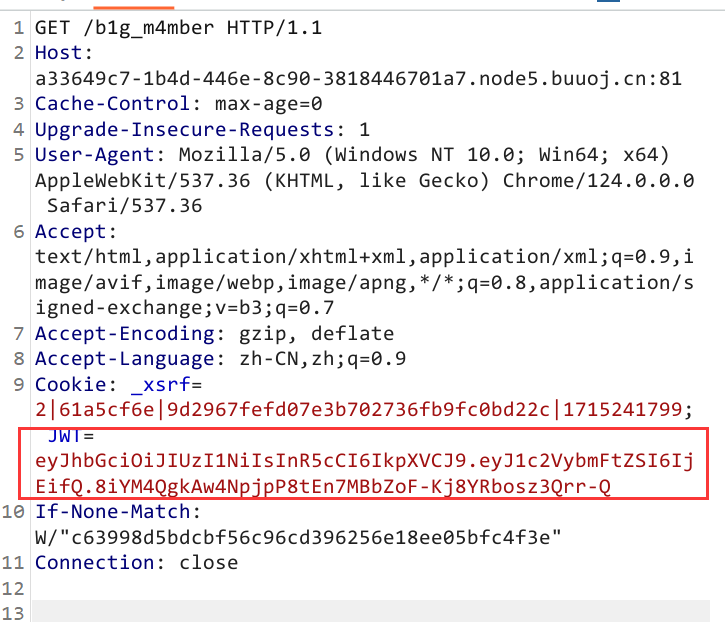 1 GET /b1g_m4mber HTTP/1.1
2 Host:
a33649c7-1b4d-446e-8c90-3818446701a7.node5.buuoj.cn:81
3 Cache-Control: max-age=0
4 Upgrade-Insecure-Requests: 1
5 User-Agent: Mozilla/5.0 (Windows NT 10.0; Win64; x64)
AppleWebKit/537.36 (KHTML, like Gecko) Chrome/124.0.0.0
Safari/537.36
6 Accept:
text/html,application/xhtml+xml,application/xml;q=0.9,i
mage/avif,image/webp,image/apng,*/*;q=0.8,application/s
igned-exchange;v=b3;q=0.7
7 Accept-Encoding: gzip, deflate
8 Accept-Language: zh-CN,zh;q=0.9
9 Cookie: _xsrf=
2|61a5cf6e|9d2967fefd07e3b702736fb9fc0bd22c|1715241799;
JWT=
eyJhbGciOiJIUzI1NiIsInR5cCI6IkpXVCJ9.eyJ1c2VybmFtZSI6Ij
EifQ.8iYM4QgkAw4NpjpP8tEn7MBbZoF-Kj8YRbosz3Qrr-Q
10 If-None-Match:
W/"c63998d5bdcbf56c96cd396256e18ee05bfc4f3e"
11 Connection: close
12
13